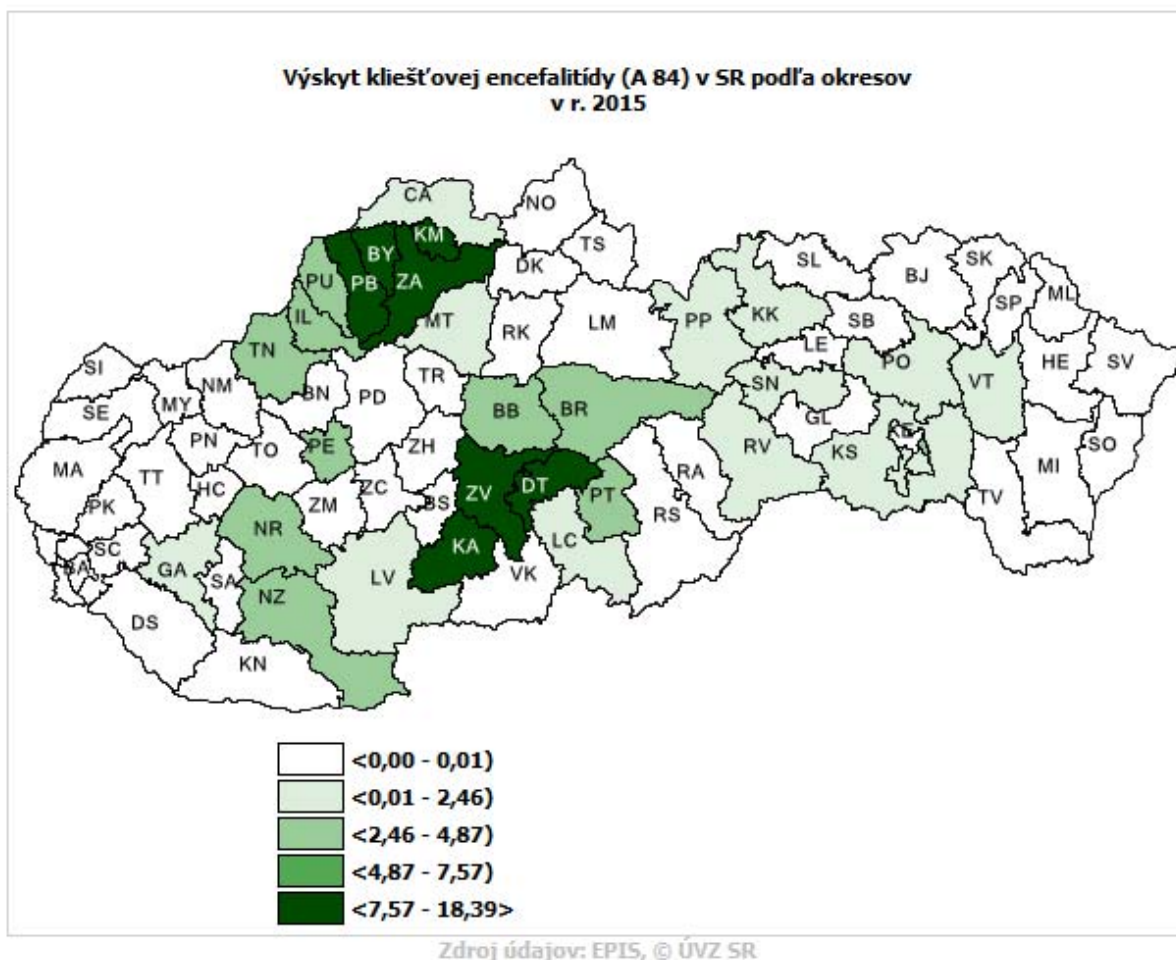 Výskyt kliešťovej encefalitídy (A 84) v SR podľa okresov
v r. 2015
CA
NO
TS
KM
BY
ZA
PB
PU
DK
SL
BJ
SK
SP
ML
IL
MT
RK
LM
PP
KK
SB
TN
LE
PO
HE
SV
SI
NM
BN
PD
TR
SN
VT
SE
MY
BB
BR
GL
PN
TO
PE
ZH
RV
KS
KE
SO
MA
TT
HC
ZM
ZC
BS
ZV
DT
PT
RA
RS
MI
TV
PK
SC
NR
KA
LC
VK
BA
GA
SA
LV
NZ
DS
KN
<0,00 - 0,01)
<0,01 - 2,46)
<2,46 - 4,87)
<4,87 - 7,57)
<7,57 - 18,39>
Zdroj údajov: EPIS, © ÚVZ SR